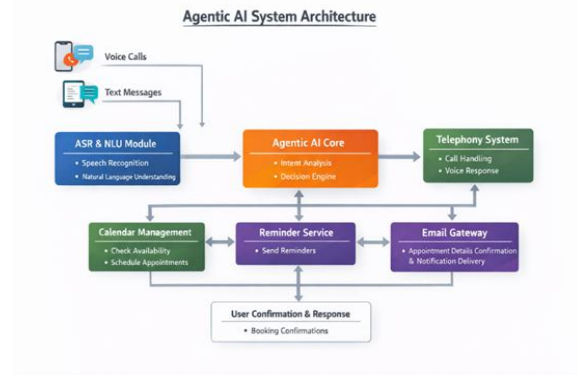 Agentic AI System Architecture
Voice Calls
Text Messages
ASR & NLU Module
• Speech Recognition
• Natural Language Understanding
Agentic AI Core
• Intent Analysis
• Decision Engine
Telephony System
• Call Handling
• Voice Response
Calendar Management
• Check Availability
• Schedule Appointments
Reminder Service
• Send Reminders
Email Gateway
• Appointment Details Confirmation
& Notification Delivery
User Confirmation & Response
• Booking Confirmations